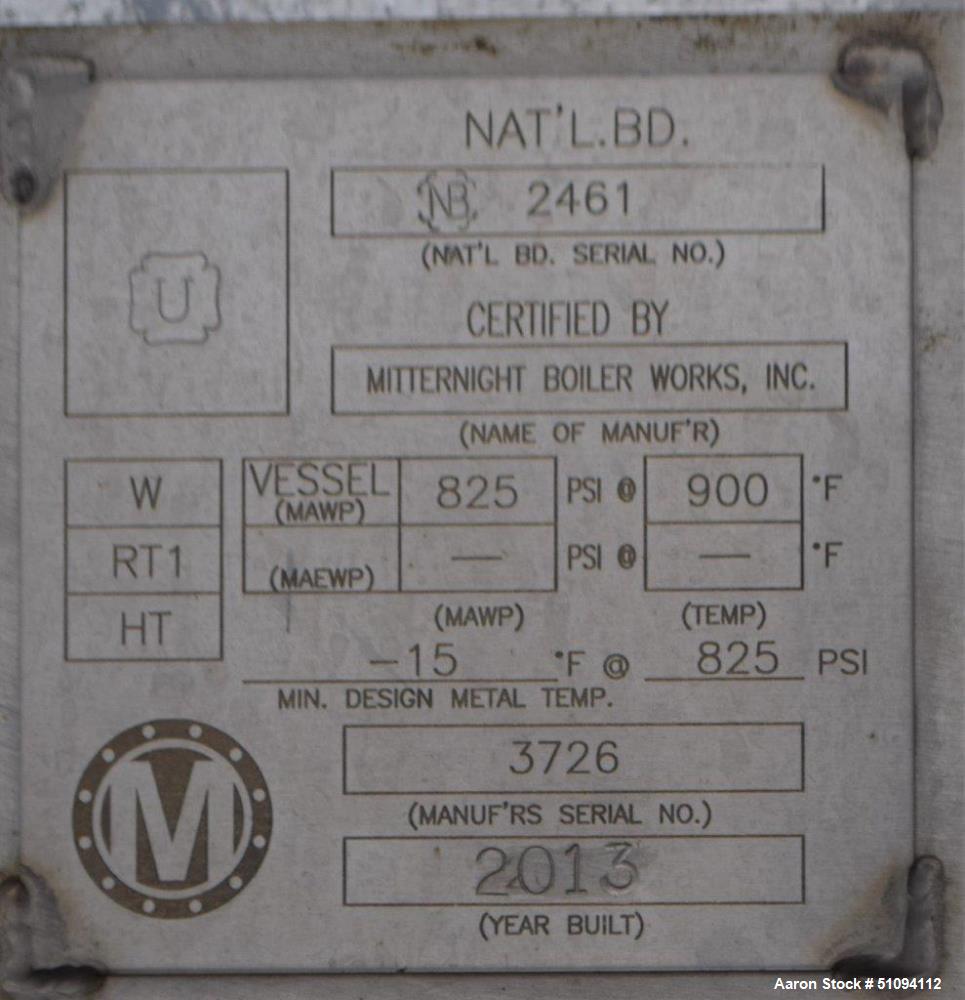 NAT'L.BD.
NB 2461
(NAT'L BD. SERIAL NO.)
U
CERTIFIED BY
MITTERNIGHT BOILER WORKS, INC.
(NAME OF MANUF'R)
W
VESSEL (MAWP) 825 PSI @ 900 °F
RT1
(MAEWP) — PSI @ — °F
HT
(MAWP) (TEMP)
-15 °F @ 825 PSI
MIN. DESIGN METAL TEMP.
M
3726
(MANUF'RS SERIAL NO.)
2013
(YEAR BUILT)
Aaron Stock # 51094112